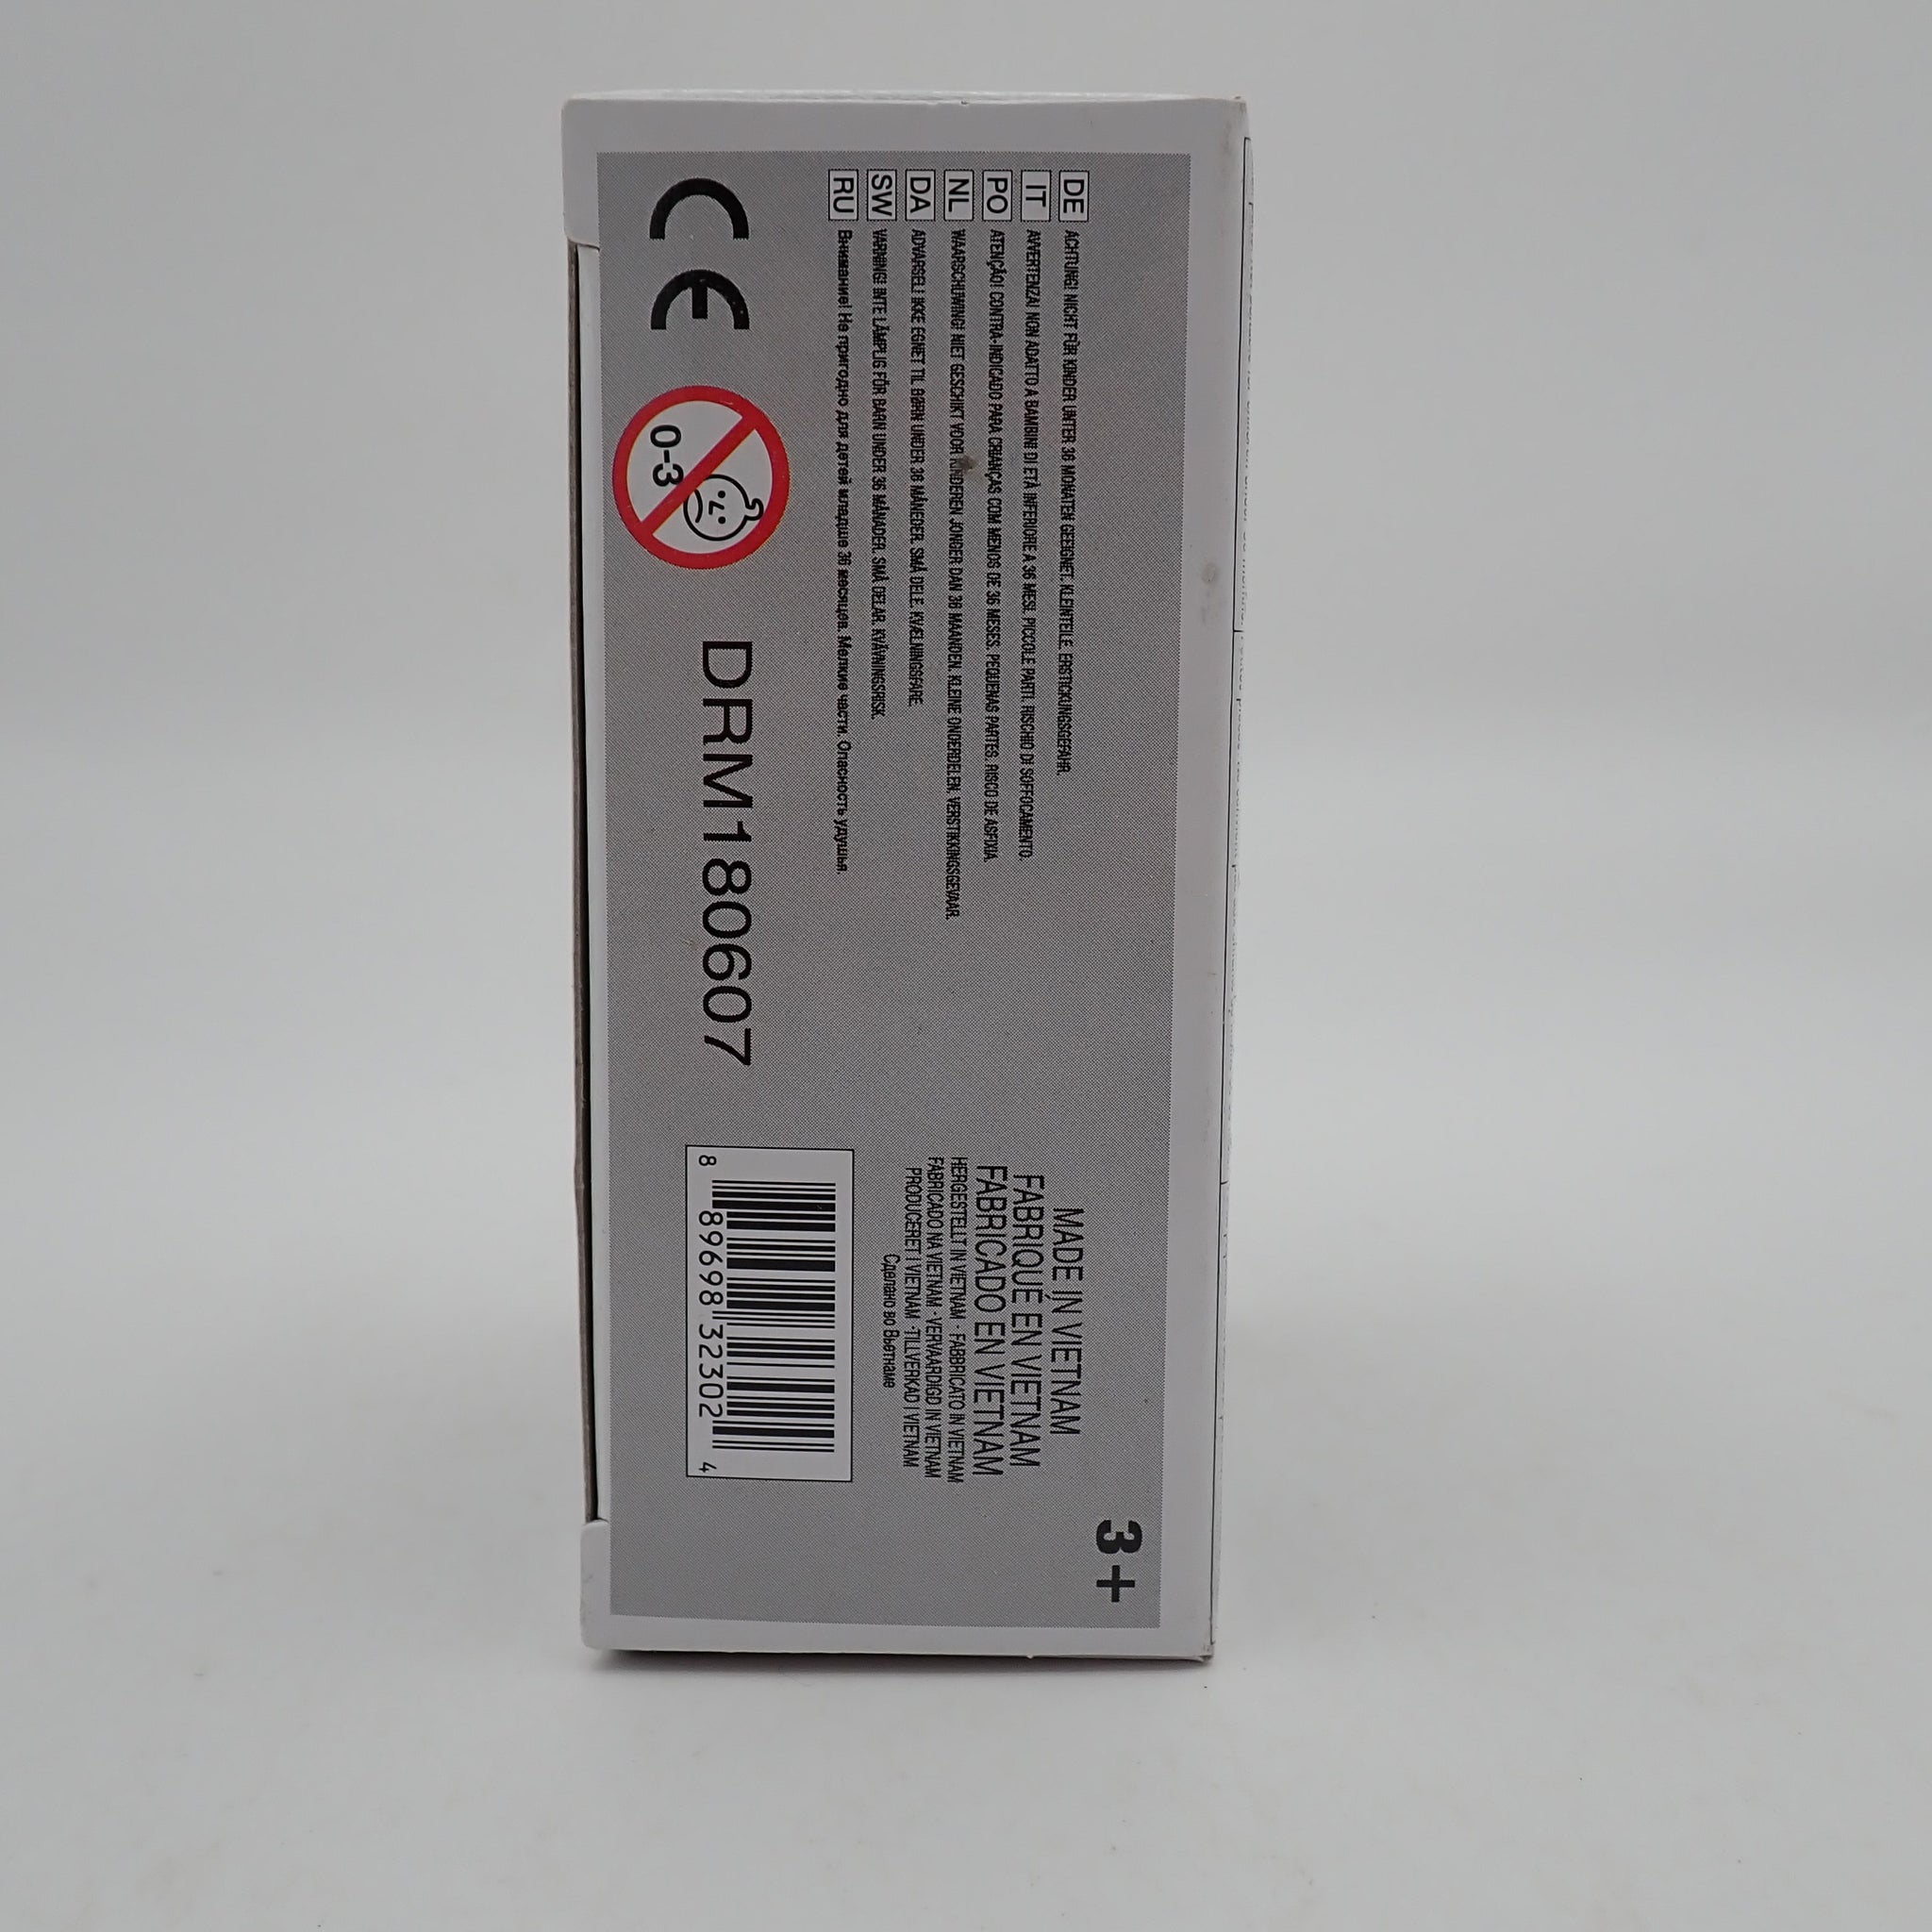 DE ACHTUNG! NICHT FÜR KINDER UNTER 36 MONATEN GEEIGNET. KLEINTEILE. ERSTICKUNGSGEFAHR.
IT AVVERTENZA! NON ADATTO A BAMBINI DI ETÀ INFERIORE A 36 MESI. PICCOLE PARTI. RISCHIO DI SOFFOCAMENTO.
PO ATENÇÃO! CONTRA-INDICADO PARA CRIANÇAS COM MENOS DE 36 MESES. PEQUENAS PARTES. RISCO DE ASFIXIA.
NL WAARSCHUWING! NIET GESCHIKT VOOR KINDEREN JONGER DAN 36 MAANDEN. KLEINE ONDERDELEN. VERSTIKKINGSGEVAAR.
DA ADVARSEL! IKKE EGNET TIL BØRN UNDER 36 MÅNEDER. SMÅ DELE. KVÆLNINGSFARE.
SW VARNING! INTE LÄMPLIG FÖR BARN UNDER 36 MÅNADER. SMÅ DELAR. KVÄVNINGSRISK.
RU Внимание! Не пригодно для детей младше 36 месяцев. Мелкие части. Опасность удушья.
CE
0-3
DRM180607
3+
MADE IN VIETNAM
FABRIQUÉ EN VIETNAM
FABRICADO EN VIETNAM
HERGESTELLT IN VIETNAM - FABBRICATO IN VIETNAM
FABRICADO NA VIETNAM - VERVAARDIGD IN VIETNAM
PRODUCERET I VIETNAM -TILLVERKAD I VIETNAM
Сделано во Вьетнаме
8 89698 32302 4